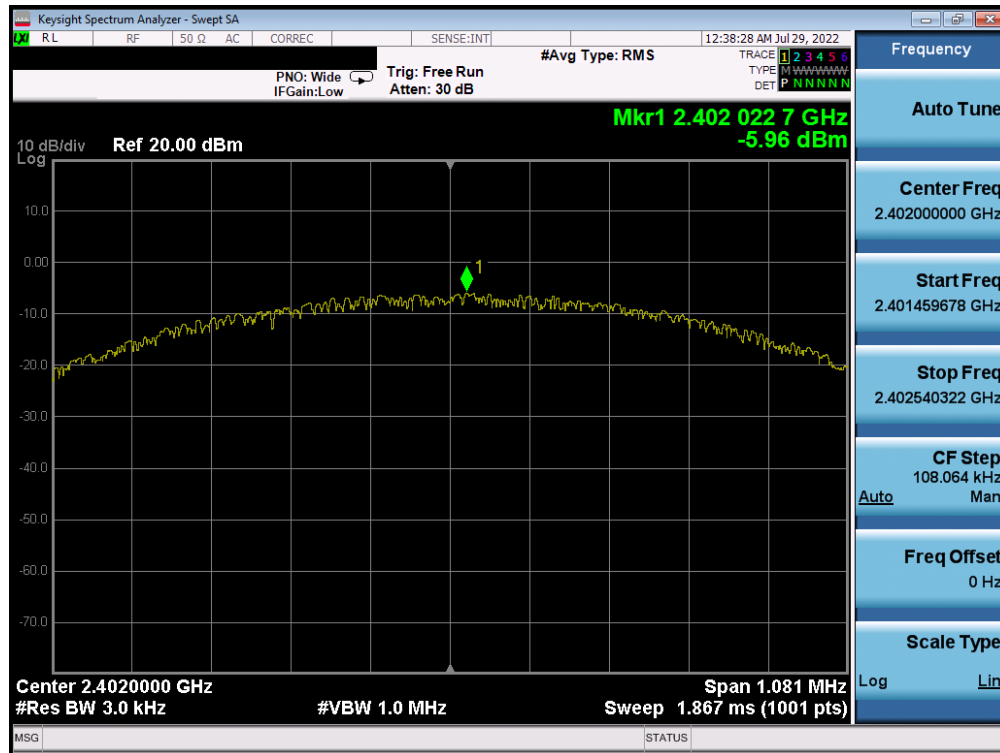 Keysight Spectrum Analyzer - Swept SA
LXI RL RF 50 Ω AC CORREC SENSE:INT 12:38:28 AM Jul 29, 2022
PNO: Wide
IFGain:Low
Trig: Free Run
Atten: 30 dB
#Avg Type: RMS
TRACE 1 2 3 4 5 6
TYPE M W W W W W
DET P N N N N N
Mkr1 2.402 022 7 GHz
-5.96 dBm
10 dB/div Ref 20.00 dBm
Log
10.0
0.00
-10.0
-20.0
-30.0
-40.0
-50.0
-60.0
-70.0
1
Center 2.4020000 GHz Span 1.081 MHz
#Res BW 3.0 kHz #VBW 1.0 MHz Sweep 1.867 ms (1001 pts)
MSG STATUS
Frequency
Auto Tune
Center Freq
2.402000000 GHz
Start Freq
2.401459678 GHz
Stop Freq
2.402540322 GHz
CF Step
108.064 kHz
Auto Man
Freq Offset
0 Hz
Scale Type
Log Lin